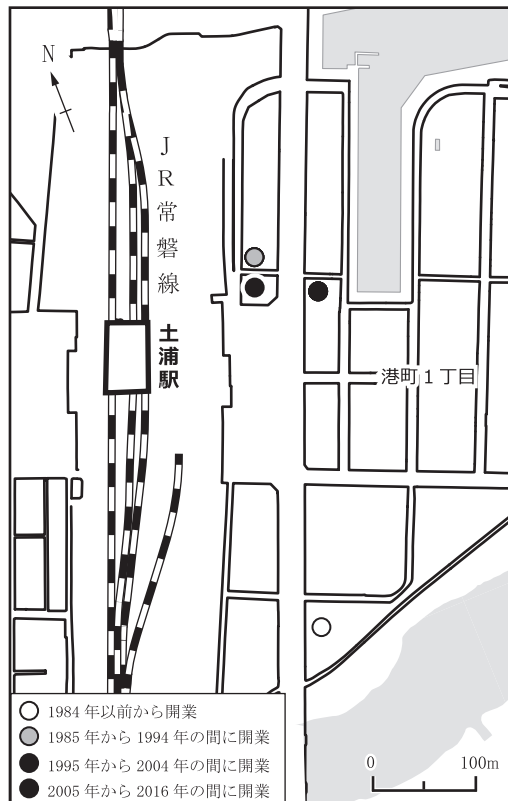 N
JR常磐線
土浦駅
港町1丁目
1984年以前から開業
1985年から1994年の間に開業
1995年から2004年の間に開業
2005年から2016年の間に開業
0 100m